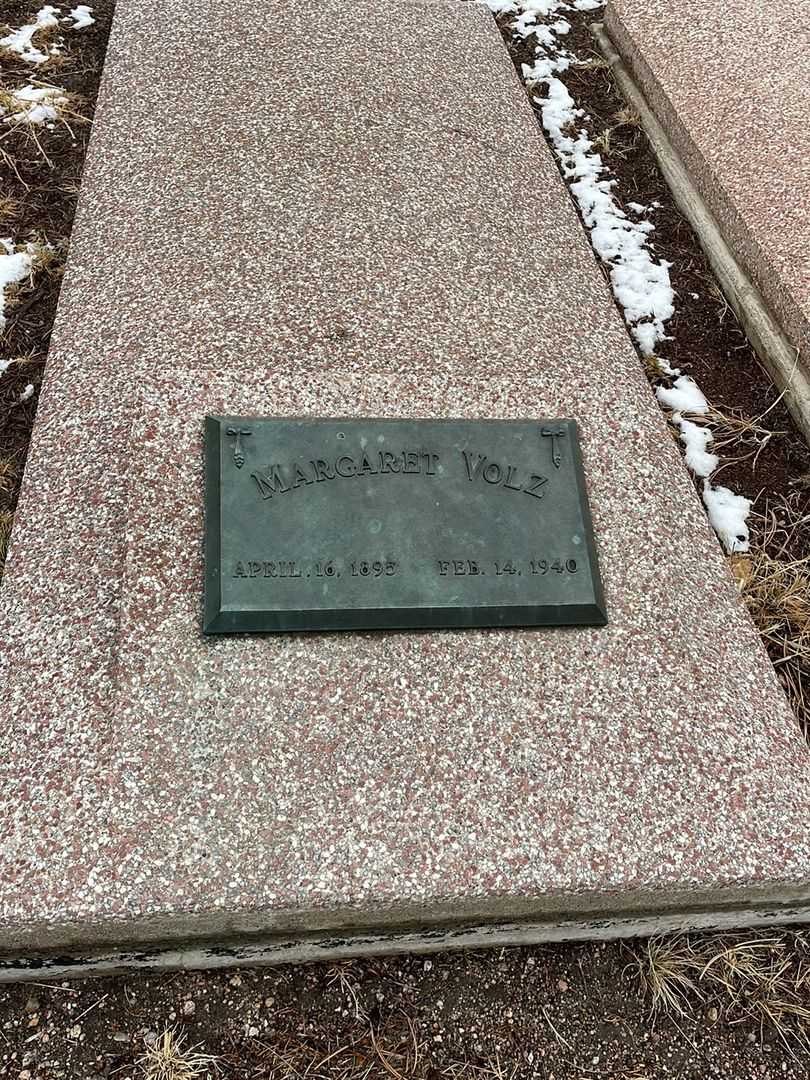 MARGARET VOLZ
APRIL. 16, 1895 FEB. 14, 1940